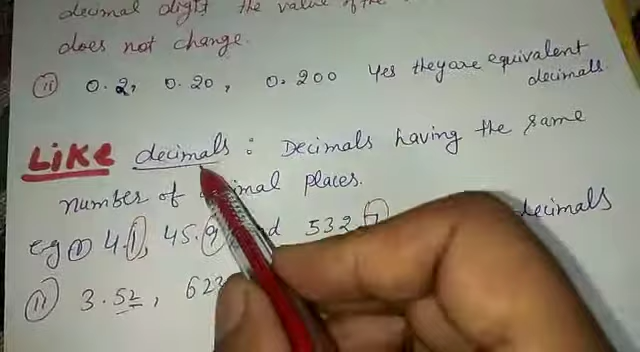 decimal digit the value of the
does not change.
(ii) 0.2, 0.20, 0.200 Yes they are equivalent
decimals.
LIKE decimals : Decimals having the same
number of places.
eg (i) 4.1, 45.9 532.7 decimals
(ii) 3.52, 623